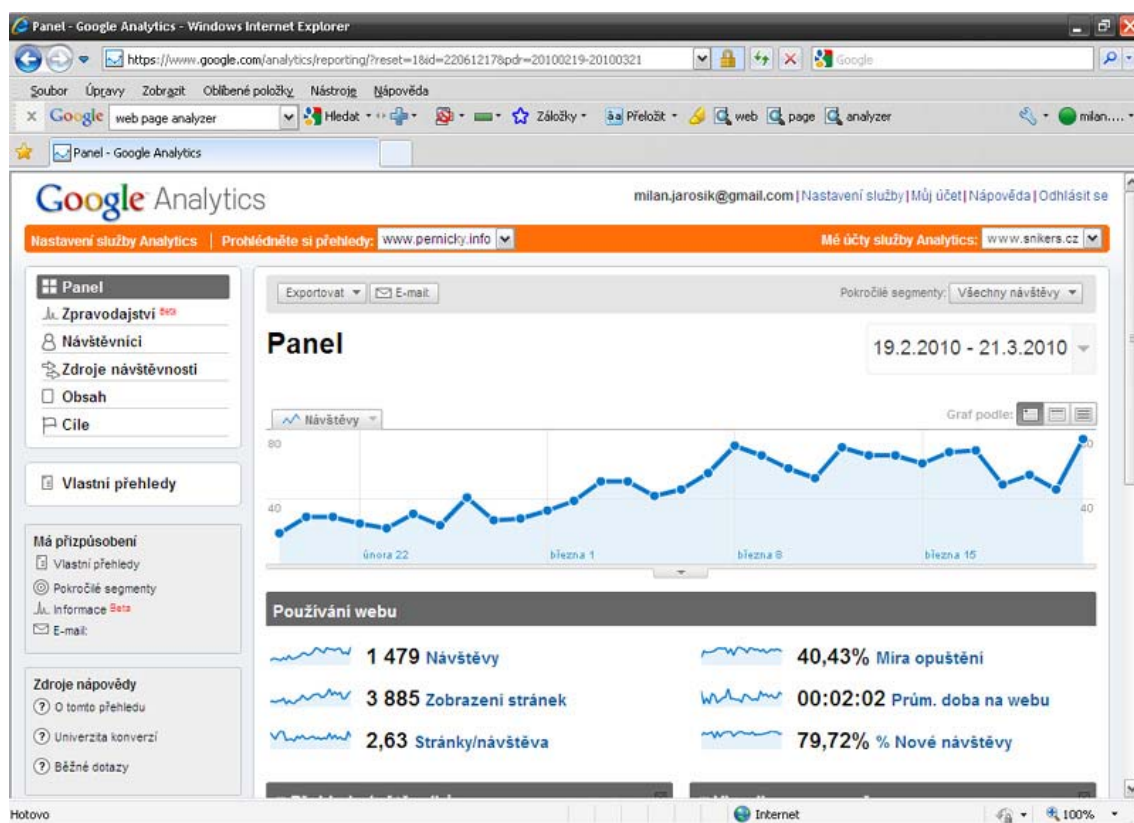 Panel - Google Analytics - Windows Internet Explorer
https://www.google.com/analytics/reporting/?reset=1&id=22061217&pdr=20100219-20100321 Google
Soubor Úpravy Zobrazit Oblíbené položky Nástroje Nápověda
Google web page analyzer Hledat Záložky Přeložit web page analyzer milan....
Panel - Google Analytics
Google Analytics
milan.jarosik@gmail.com | Nastavení služby | Můj účet | Nápověda | Odhlásit se
Nastavení služby Analytics | Prohlédněte si přehledy: www.pernicky.info Mé účty služby Analytics: www.snikers.cz
Panel
Zpravodajství Beta
Návštěvníci
Zdroje návštěvnosti
Obsah
Cíle
Vlastní přehledy
Má přizpůsobení
Vlastní přehledy
Pokročilé segmenty
Informace Beta
E-mail:
Zdroje nápovědy
O tomto přehledu
Univerzita konverzí
Běžné dotazy
Exportovat E-mail: Pokročilé segmenty: Všechny návštěvy
Panel
19.2.2010 - 21.3.2010
Návštěvy Graf podle:
80 80
40 40
února 22 března 1 března 8 března 15
Používání webu
1 479 Návštěvy 40,43% Míra opuštění
3 885 Zobrazení stránek 00:02:02 Prům. doba na webu
2,63 Stránky/návštěva 79,72% % Nové návštěvy
Hotovo Internet 100%